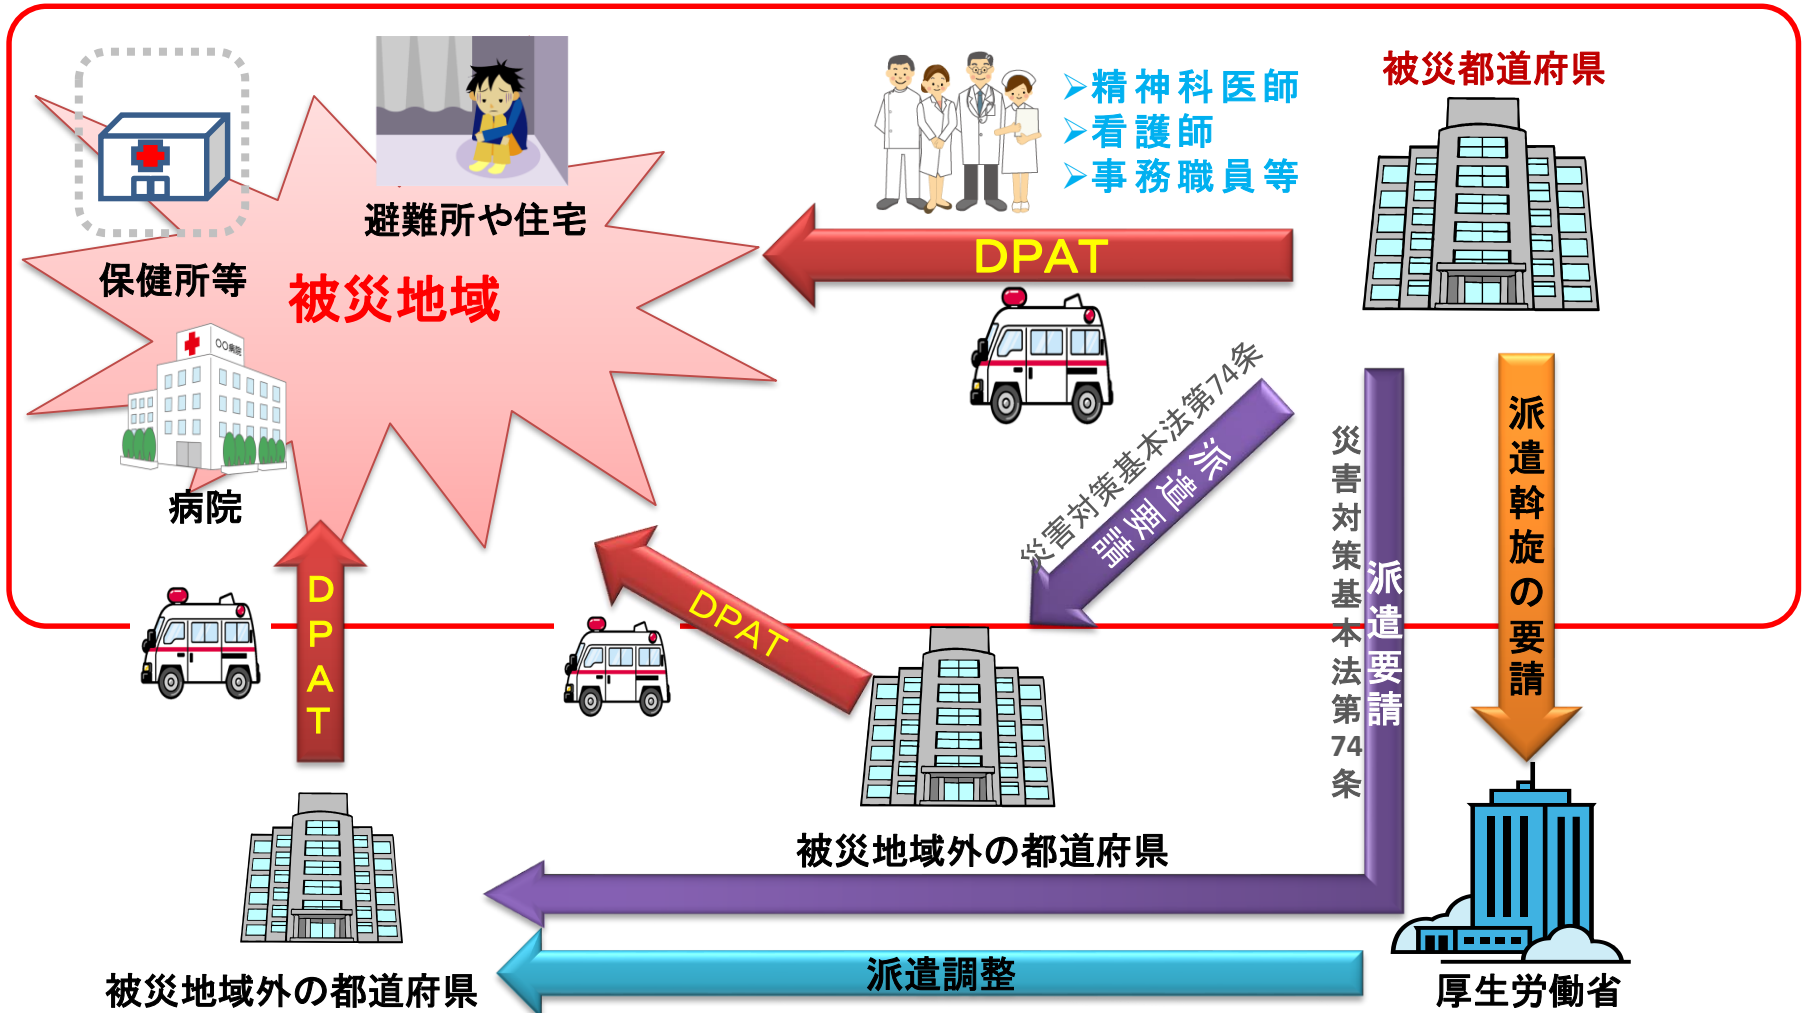 被災都道府県
➢精神科医師
➢看護師
➢事務職員等
避難所や住宅
保健所等
被災地域
DPAT
〇〇病院
病院
災害対策基本法第74条
派遣要請
災害対策基本法第74条
派遣要請
派遣斡旋の要請
DPAT
DPAT
被災地域外の都道府県
派遣調整
被災地域外の都道府県
厚生労働省